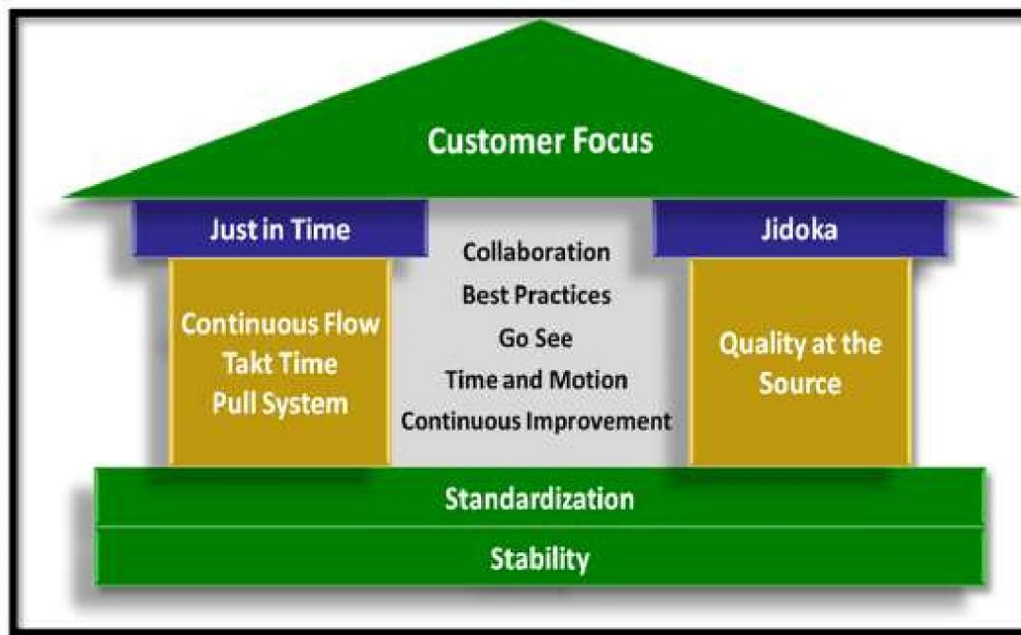 Customer Focus
Just in Time
Jidoka
Collaboration
Best Practices
Go See
Time and Motion
Continuous Improvement
Continuous Flow
Takt Time
Pull System
Quality at the
Source
Standardization
Stability